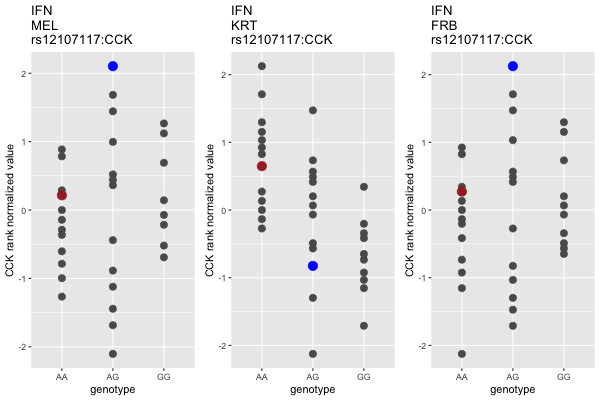 IFN
MEL
rs12107117:CCK
CCK rank normalized value
2
1
0
-1
-2
AA AG GG
genotype
IFN
KRT
rs12107117:CCK
CCK rank normalized value
2
1
0
-1
-2
AA AG GG
genotype
IFN
FRB
rs12107117:CCK
CCK rank normalized value
2
1
0
-1
-2
AA AG GG
genotype